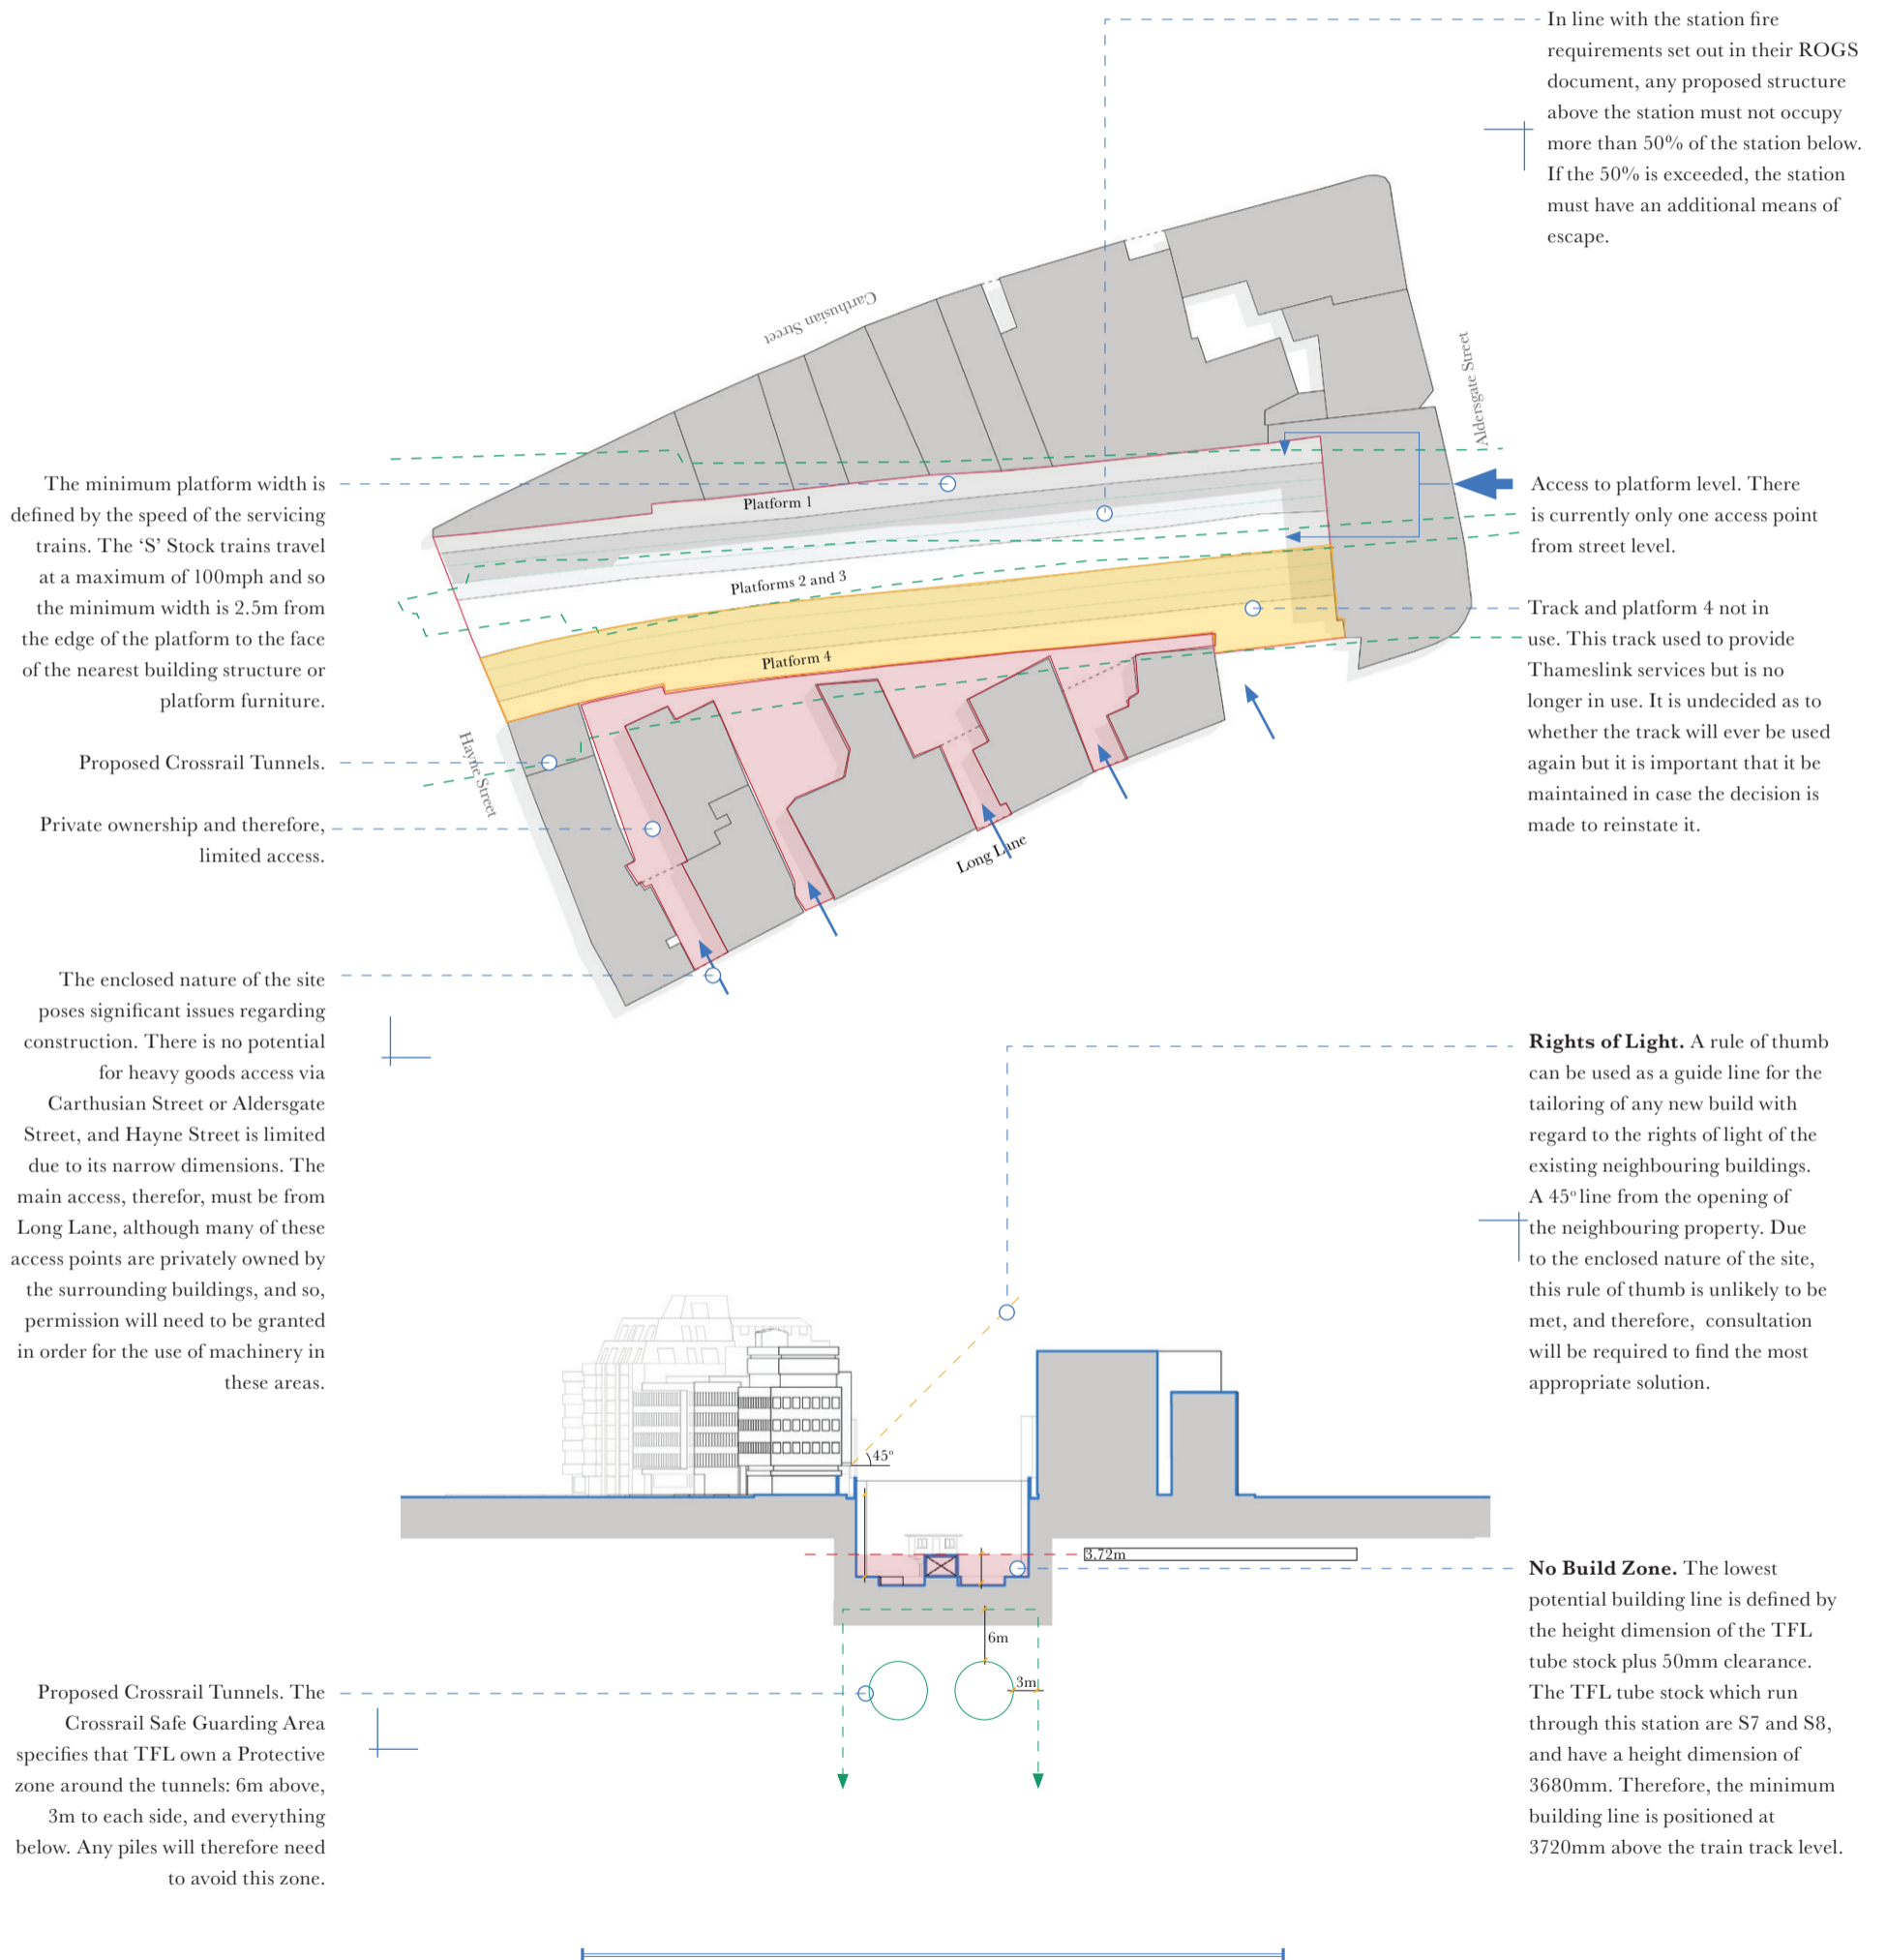 In line with the station fire
requirements set out in their ROGS
document, any proposed structure
above the station must not occupy
more than 50% of the station below.
If the 50% is exceeded, the station
must have an additional means of
escape.
Carthusian Street
Aldersgate Street
The minimum platform width is
defined by the speed of the servicing
trains. The ‘S’ Stock trains travel
at a maximum of 100mph and so
the minimum width is 2.5m from
the edge of the platform to the face
of the nearest building structure or
platform furniture.
Platform 1
Platforms 2 and 3
Platform 4
Access to platform level. There
is currently only one access point
from street level.
Track and platform 4 not in
use. This track used to provide
Thameslink services but is no
longer in use. It is undecided as to
whether the track will ever be used
again but it is important that it be
maintained in case the decision is
made to reinstate it.
Proposed Crossrail Tunnels.
Hayne Street
Private ownership and therefore,
limited access.
Long Lane
The enclosed nature of the site
poses significant issues regarding
construction. There is no potential
for heavy goods access via
Carthusian Street or Aldersgate
Street, and Hayne Street is limited
due to its narrow dimensions. The
main access, therefor, must be from
Long Lane, although many of these
access points are privately owned by
the surrounding buildings, and so,
permission will need to be granted
in order for the use of machinery in
these areas.
Rights of Light. A rule of thumb
can be used as a guide line for the
tailoring of any new build with
regard to the rights of light of the
existing neighbouring buildings.
A 45º line from the opening of
the neighbouring property. Due
to the enclosed nature of the site,
this rule of thumb is unlikely to be
met, and therefore, consultation
will be required to find the most
appropriate solution.
45º
3.72m
6m
3m
No Build Zone. The lowest
potential building line is defined by
the height dimension of the TFL
tube stock plus 50mm clearance.
The TFL tube stock which run
through this station are S7 and S8,
and have a height dimension of
3680mm. Therefore, the minimum
building line is positioned at
3720mm above the train track level.
Proposed Crossrail Tunnels. The
Crossrail Safe Guarding Area
specifies that TFL own a Protective
zone around the tunnels: 6m above,
3m to each side, and everything
below. Any piles will therefore need
to avoid this zone.